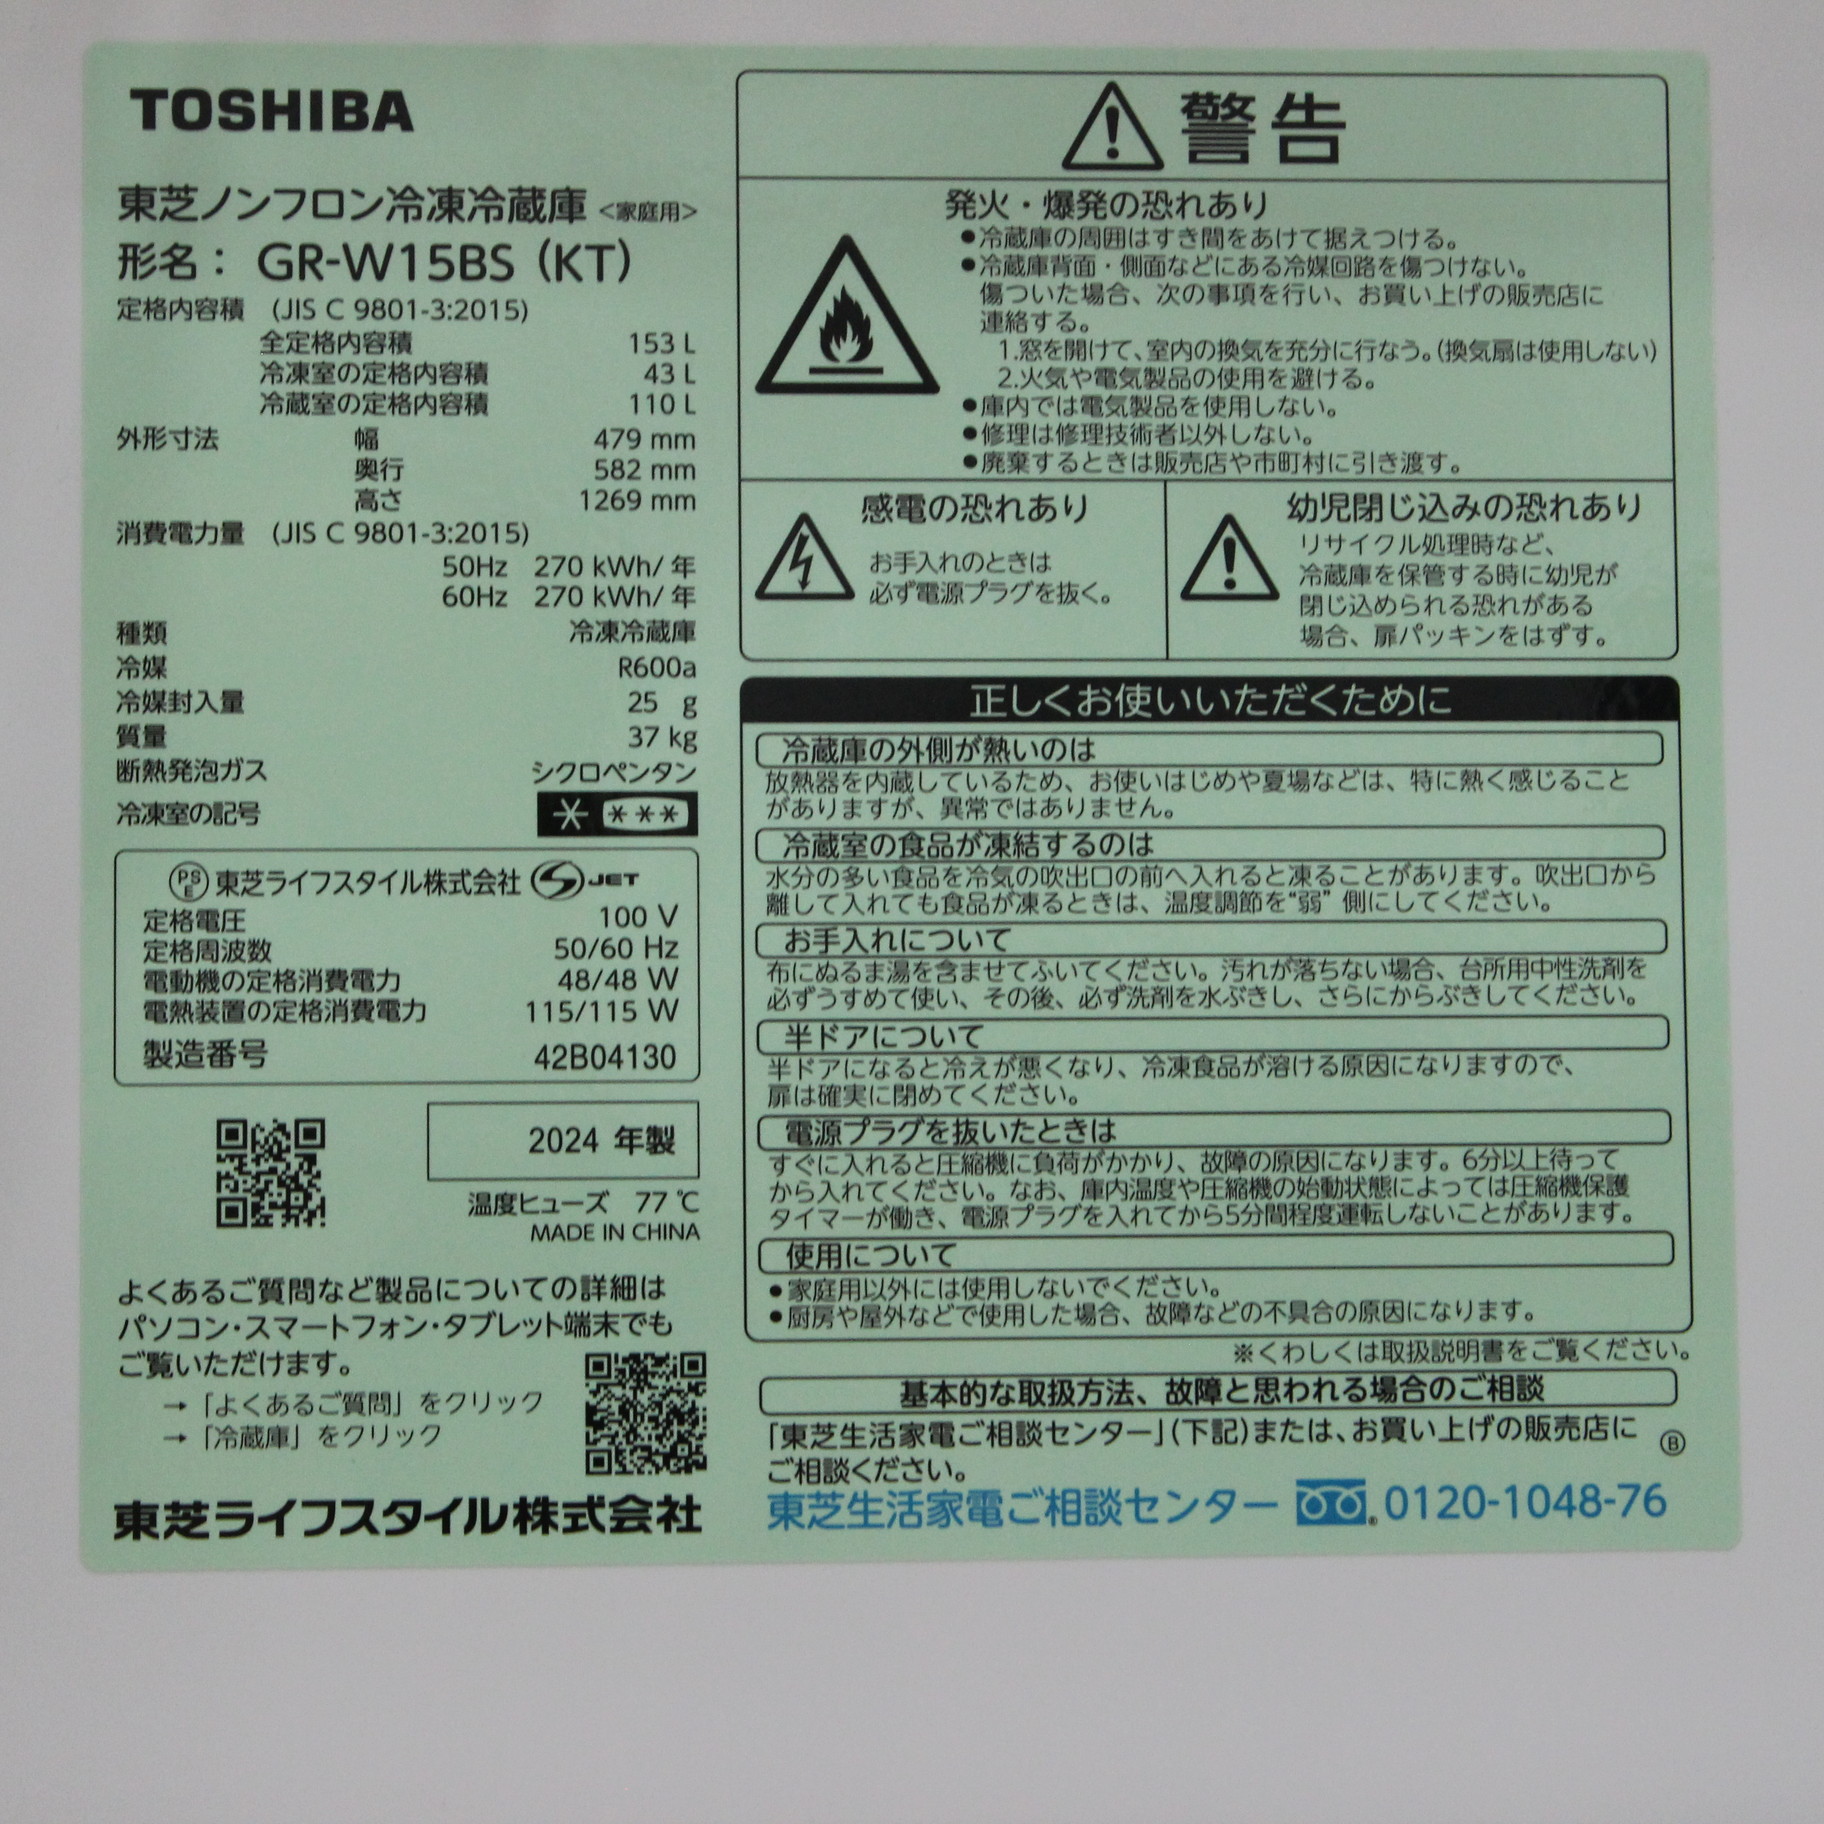 TOSHIBA
東芝ノンフロン冷凍冷蔵庫 <家庭用>
形名： GR-W15BS (KT)
定格内容積 (JIS C 9801-3:2015)
全定格内容積 153 L
冷凍室の定格内容積 43 L
冷蔵室の定格内容積 110 L
外形寸法 幅 479 mm
奥行 582 mm
高さ 1269 mm
消費電力量 (JIS C 9801-3:2015)
50Hz 270 kWh/年
60Hz 270 kWh/年
種類 冷凍冷蔵庫
冷媒 R600a
冷媒封入量 25 g
質量 37 kg
断熱発泡ガス シクロペンタン
冷凍室の記号 * ***
PSE 東芝ライフスタイル株式会社 S JET
定格電圧 100 V
定格周波数 50/60 Hz
電動機の定格消費電力 48/48 W
電熱装置の定格消費電力 115/115 W
製造番号 42B04130
2024 年製
温度ヒューズ 77 ℃
MADE IN CHINA
よくあるご質問など製品についての詳細は
パソコン・スマートフォン・タブレット端末でも
ご覧いただけます。
→「よくあるご質問」をクリック
→「冷蔵庫」をクリック
東芝ライフスタイル株式会社
警告
発火・爆発の恐れあり
●冷蔵庫の周囲はすき間をあけて据えつける。
●冷蔵庫背面・側面などにある冷媒回路を傷つけない。
傷ついた場合、次の事項を行い、お買い上げの販売店に
連絡する。
1.窓を開けて、室内の換気を充分に行なう。(換気扇は使用しない)
2.火気や電気製品の使用を避ける。
●庫内では電気製品を使用しない。
●修理は修理技術者以外しない。
●廃棄するときは販売店や市町村に引き渡す。
感電の恐れあり
お手入れのときは
必ず電源プラグを抜く。
幼児閉じ込みの恐れあり
リサイクル処理時など、
冷蔵庫を保管する時に幼児が
閉じ込められる恐れがある
場合、扉パッキンをはずす。
正しくお使いいただくために
冷蔵庫の外側が熱いのは
放熱器を内蔵しているため、お使いはじめや夏場などは、特に熱く感じること
がありますが、異常ではありません。
冷蔵室の食品が凍結するのは
水分の多い食品を冷気の吹出口の前へ入れると凍ることがあります。吹出口から
離して入れても食品が凍るときは、温度調節を“弱”側にしてください。
お手入れについて
布にぬるま湯を含ませてふいてください。汚れが落ちない場合、台所用中性洗剤を
必ずうすめて使い、その後、必ず洗剤を水ぶきし、さらにからぶきしてください。
半ドアについて
半ドアになると冷えが悪くなり、冷凍食品が溶ける原因になりますので、
扉は確実に閉めてください。
電源プラグを抜いたときは
すぐに入れると圧縮機に負荷がかかり、故障の原因になります。6分以上待って
から入れてください。なお、庫内温度や圧縮機の始動状態によっては圧縮機保護
タイマーが働き、電源プラグを入れてから5分間程度運転しないことがあります。
使用について
●家庭用以外には使用しないでください。
●厨房や屋外などで使用した場合、故障などの不具合の原因になります。
※くわしくは取扱説明書をご覧ください。
基本的な取扱方法、故障と思われる場合のご相談
「東芝生活家電ご相談センター」(下記)または、お買い上げの販売店に
ご相談ください。
Ⓑ
東芝生活家電ご相談センター 0120-1048-76